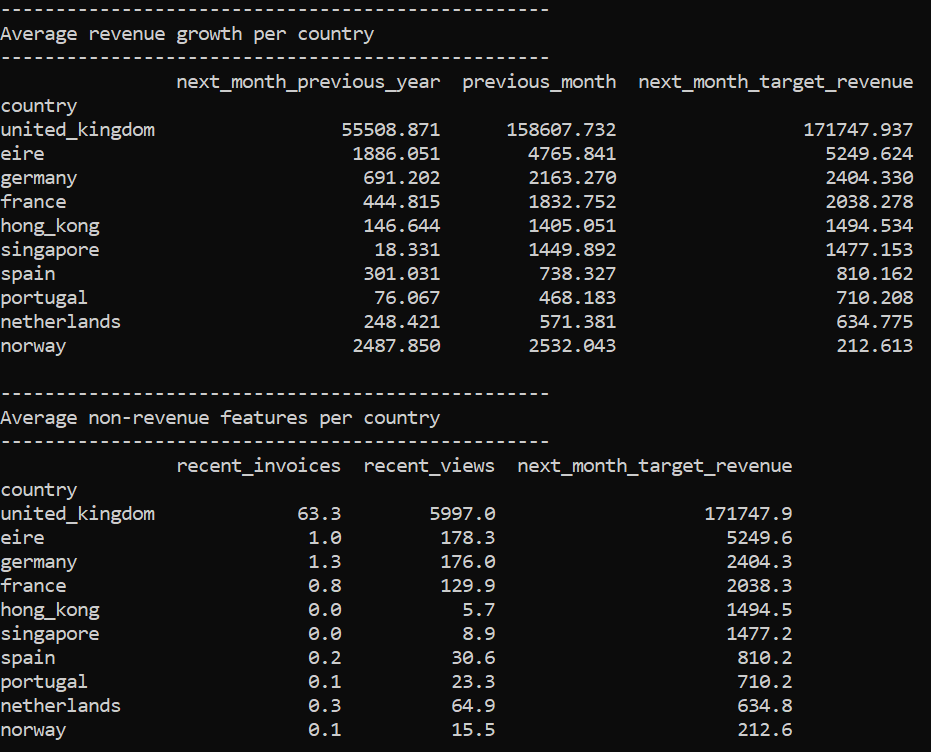 --------------------------------------------------
Average revenue growth per country
--------------------------------------------------
                next_month_previous_year  previous_month  next_month_target_revenue
country
united_kingdom                 55508.871      158607.732                 171747.937
eire                            1886.051        4765.841                   5249.624
germany                          691.202        2163.270                   2404.330
france                           444.815        1832.752                   2038.278
hong_kong                        146.644        1405.051                   1494.534
singapore                         18.331        1449.892                   1477.153
spain                            301.031         738.327                    810.162
portugal                          76.067         468.183                    710.208
netherlands                      248.421         571.381                    634.775
norway                          2487.850        2532.043                    212.613

--------------------------------------------------
Average non-revenue features per country
--------------------------------------------------
                recent_invoices  recent_views  next_month_target_revenue
country
united_kingdom             63.3        5997.0                   171747.9
eire                        1.0         178.3                     5249.6
germany                     1.3         176.0                     2404.3
france                      0.8         129.9                     2038.3
hong_kong                   0.0           5.7                     1494.5
singapore                   0.0           8.9                     1477.2
spain                       0.2          30.6                      810.2
portugal                    0.1          23.3                      710.2
netherlands                 0.3          64.9                      634.8
norway                      0.1          15.5                      212.6